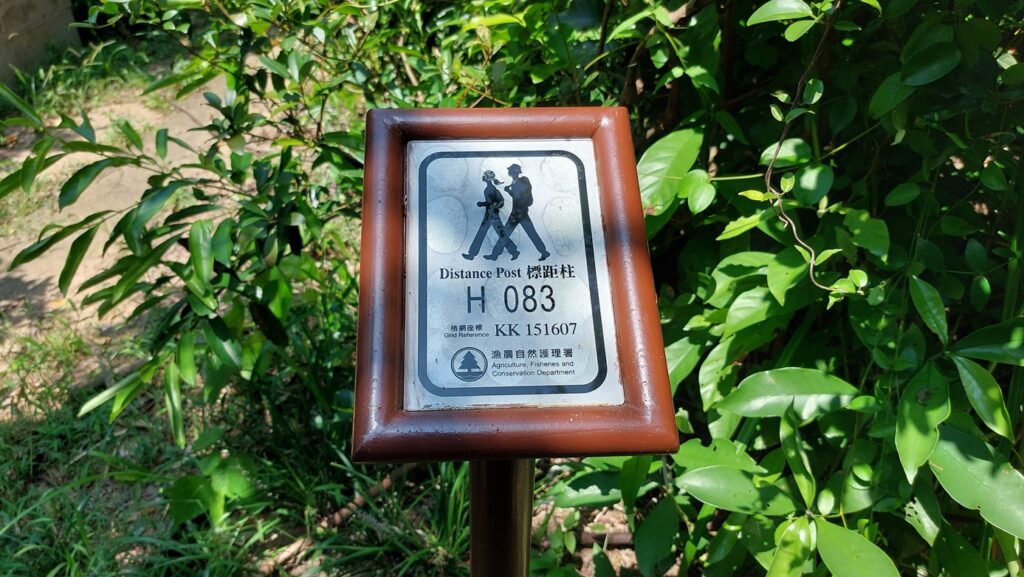 Distance Post 標距柱
H 083
格網座標
Grid Reference
KK 151607
漁農自然護理署
Agriculture, Fisheries and
Conservation Department